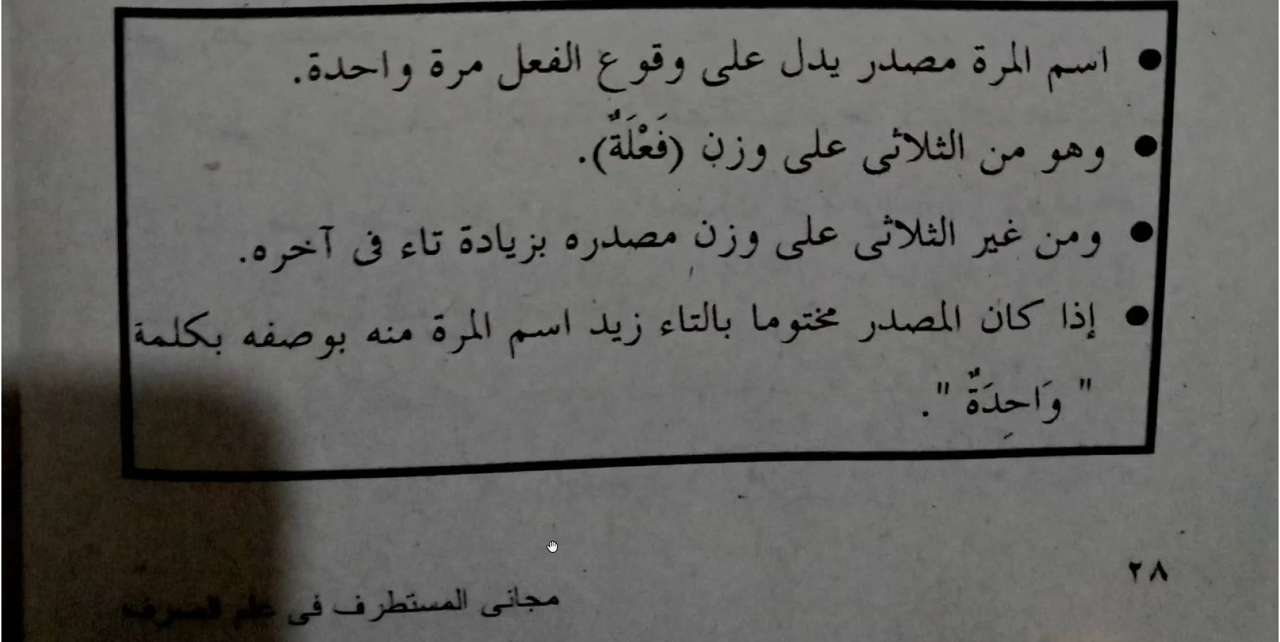 ● اسم المرة مصدر يدل على وقوع الفعل مرة واحدة.
● وهو من الثلاثى على وزن (فَعْلَةٌ).
● ومن غير الثلاثى على وزن مصدره بزيادة تاء فى آخره.
● إذا كان المصدر مختوما بالتاء زيد اسم المرة منه بوصفه بكلمة
" وَاحِدَةٌ ".
٢٨
مجانى المستطرف فى علم الصرف